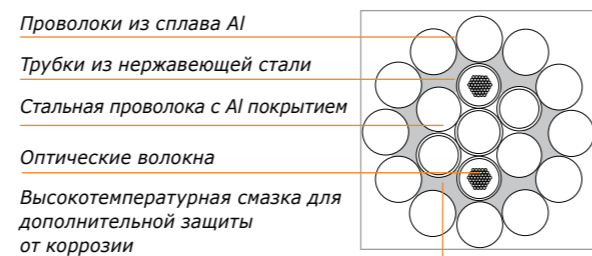 Проволоки из сплава Al
Трубки из нержавеющей стали
Стальная проволока с Al покрытием
Оптические волокна
Высокотемпературная смазка для
дополнительной защиты
от коррозии